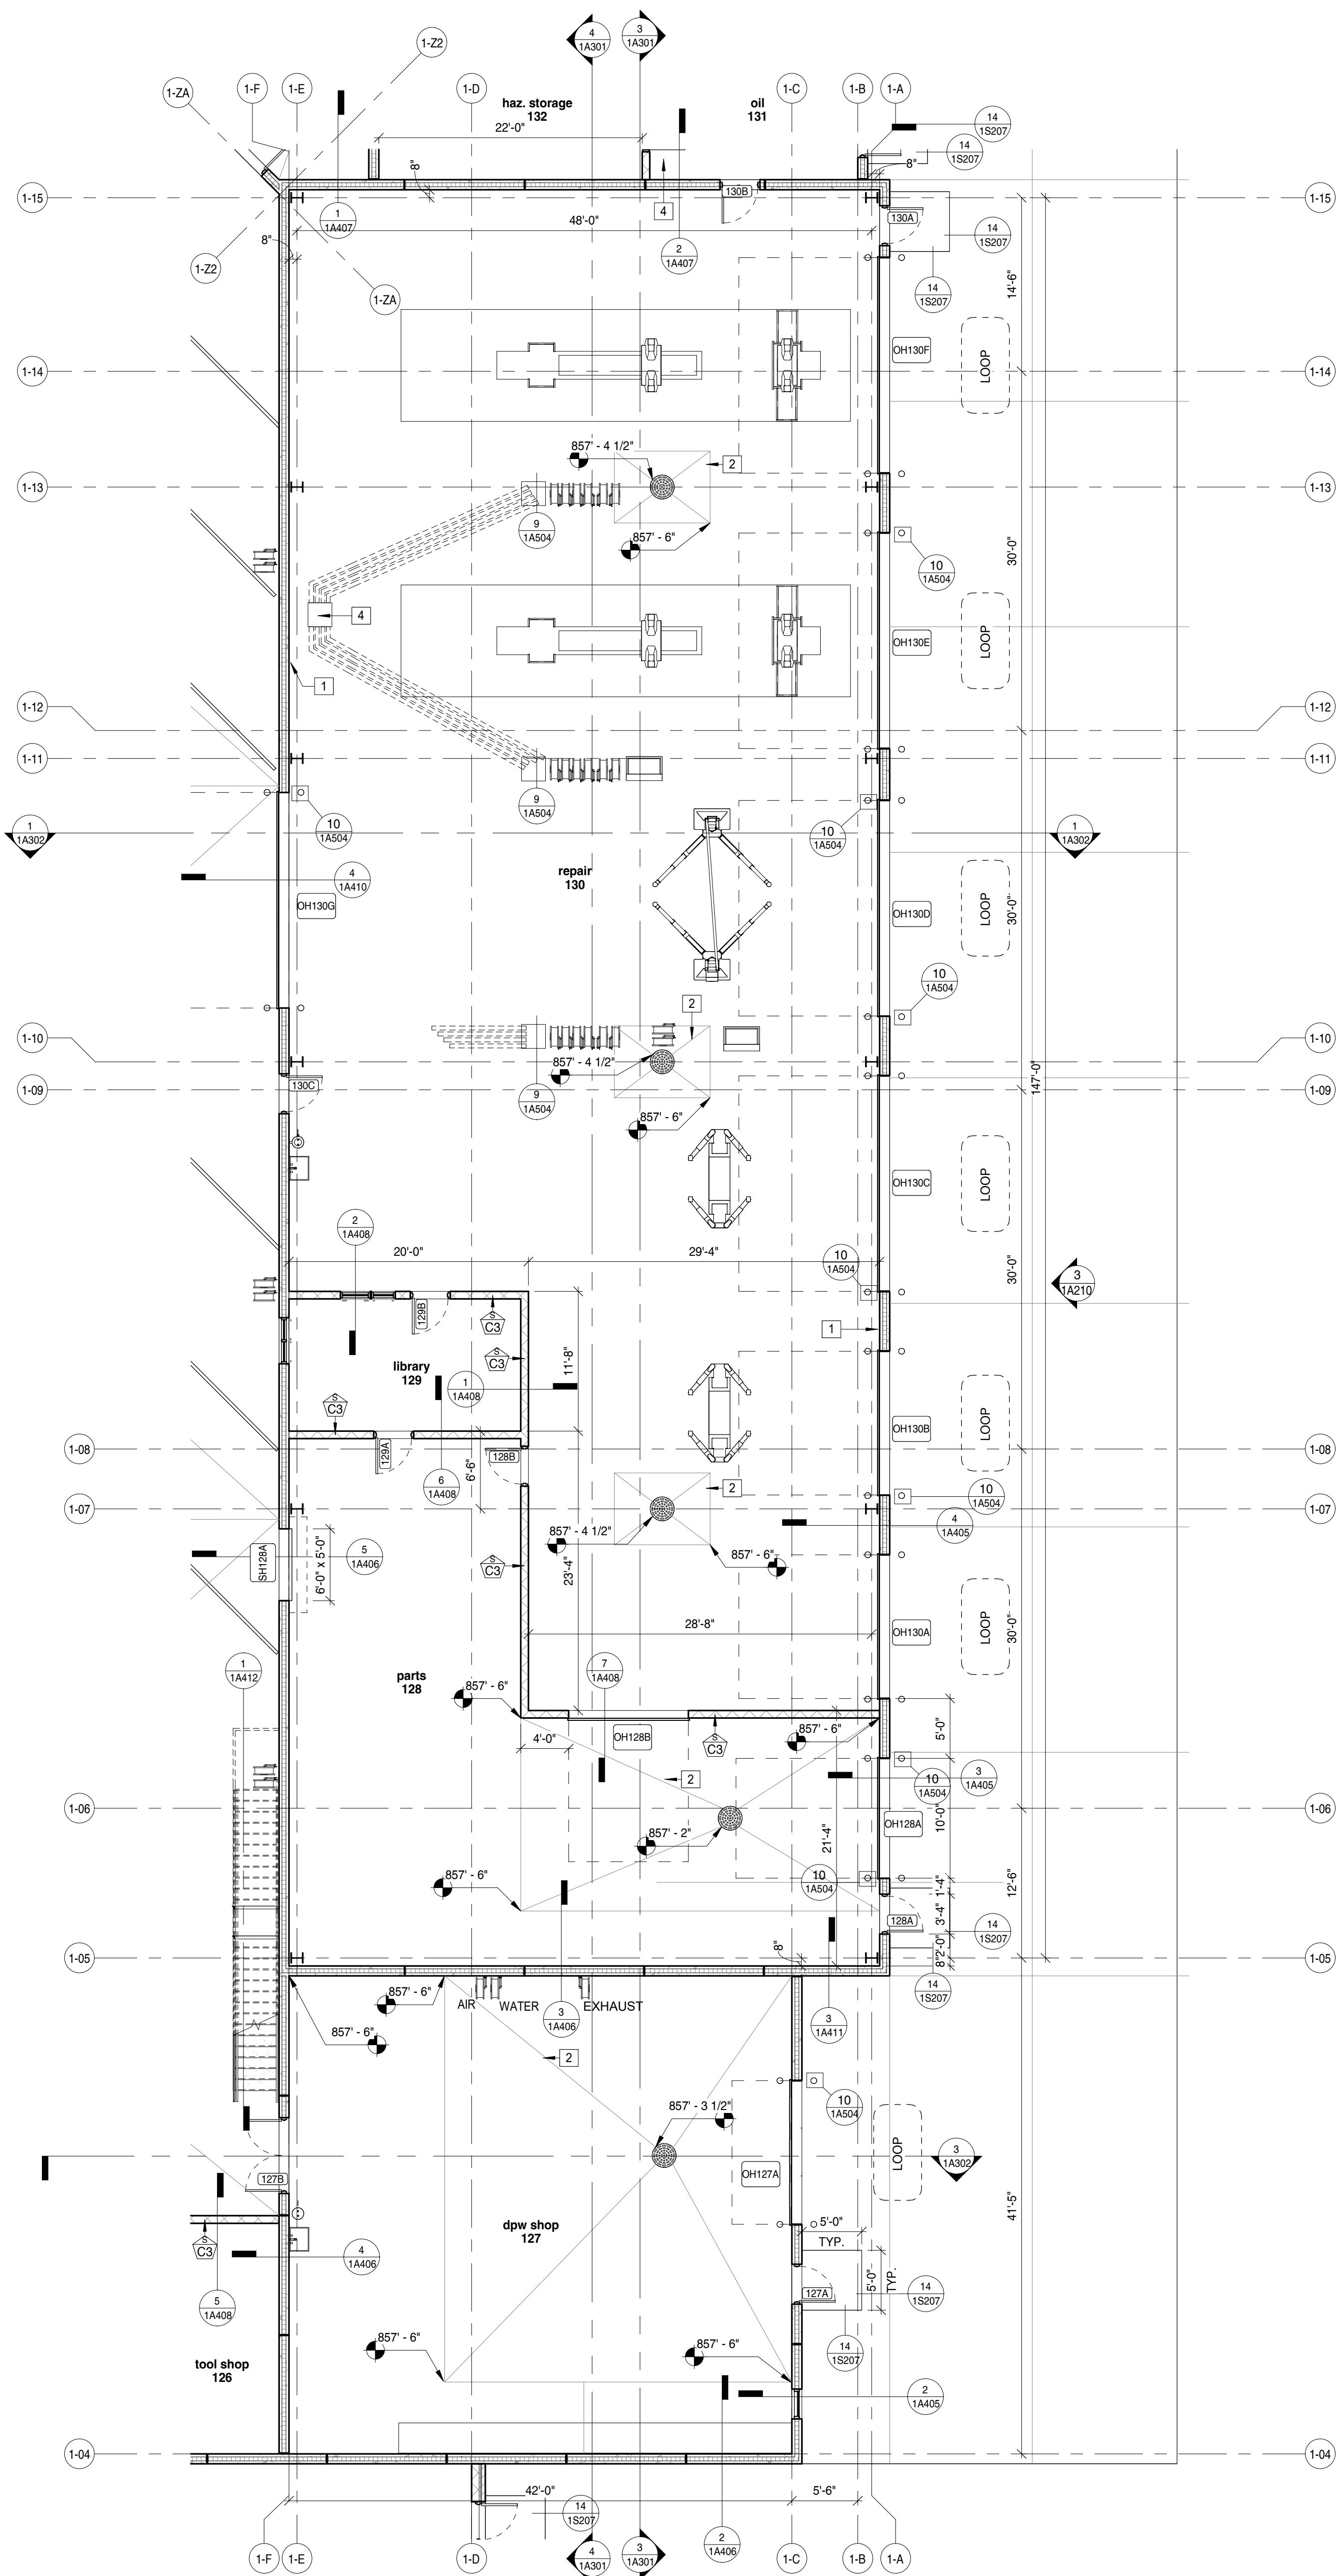 4
1A301
3
1A301
1-Z2
1-ZA
1-F
1-E
1-D
haz. storage
132
oil
131
1-C
1-B
1-A
22'-0"
14
1S207
14
1S207
8"
8"
1-15
1
1A407
4
130B
130A
1-15
48'-0"
14
1S207
8"
2
1A407
1-Z2
1-ZA
14
1S207
14'-6"
OH130F
LOOP
1-14
1-14
857' - 4 1/2"
2
1-13
1-13
9
1A504
857' - 6"
10
1A504
30'-0"
4
OH130E
LOOP
1
1-12
1-12
1-11
1-11
9
1A504
10
1A504
10
1A504
1
1A302
1
1A302
4
1A410
repair
130
OH130G
OH130D
LOOP
30'-0"
10
1A504
2
1-10
1-10
857' - 4 1/2"
130C
1-09
147'-0"
1-09
9
1A504
857' - 6"
OH130C
LOOP
2
1A408
20'-0"
29'-4"
10
1A504
30'-0"
3
1A210
129B
S
C3
1
S
C3
library
129
11'-8"
1
1A408
S
C3
OH130B
LOOP
1-08
129A
128B
1-08
6'-6"
6
1A408
2
10
1A504
1-07
1-07
857' - 4 1/2"
4
1A405
SH128A
6'-0" x 5'-0"
5
1A406
S
C3
23'-4"
857' - 6"
28'-8"
OH130A
LOOP
30'-0"
1
1A412
parts
128
7
1A408
857' - 6"
4'-0"
OH128B
S
C3
857' - 6"
5'-0"
2
3
1A405
10
1A504
1-06
1-06
OH128A
10'-0"
857' - 2"
21'-4"
857' - 6"
10
1A504
1'-4"
12'-6"
3'-4"
128A
14
1S207
2'-0"
8"
8"
1-05
1-05
857' - 6"
AIR
WATER
EXHAUST
3
1A406
3
1A411
14
1S207
857' - 6"
2
10
1A504
857' - 3 1/2"
LOOP
3
1A302
127B
OH127A
41'-5"
dpw shop
127
5'-0"
TYP.
S
C3
4
1A406
127A
5'-0"
TYP.
14
1S207
5
1A408
14
1S207
857' - 6"
857' - 6"
tool shop
126
2
1A405
1-04
1-04
42'-0"
5'-6"
14
1S207
2
1A406
1-F
1-E
1-D
4
1A301
3
1A301
1-C
1-B
1-A